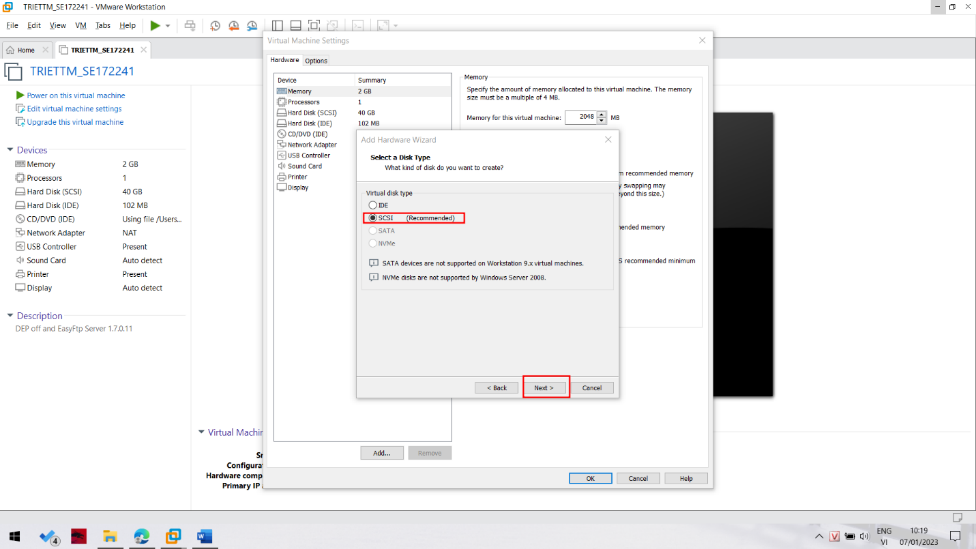 TRIETTM_SE172241 - VMware Workstation
File Edit View VM Tabs Help
Home
TRIETTM_SE172241
TRIETTM_SE172241
Power on this virtual machine
Edit virtual machine settings
Upgrade this virtual machine
Devices
Memory 2 GB
Processors 1
Hard Disk (SCSI) 40 GB
Hard Disk (IDE) 102 MB
CD/DVD (IDE) Using file /Users...
Network Adapter NAT
USB Controller Present
Sound Card Auto detect
Printer Present
Display Auto detect
Description
DEP off and EasyFtp Server 1.7.0.11
Virtual Machin
Configurat
Hardware comp
Primary IP
Virtual Machine Settings
Hardware Options
Device Summary
Memory 2 GB
Processors 1
Hard Disk (SCSI) 40 GB
Hard Disk (IDE) 102 MB
CD/DVD (IDE)
Network Adapter
USB Controller
Sound Card
Printer
Display
Add... Remove
Memory
Specify the amount of memory allocated to this virtual machine. The memory
size must be a multiple of 4 MB.
Memory for this virtual machine: 2048 MB
m recommended memory
y swapping may
eyond this size.)
ended memory
S recommended minimum
OK Cancel Help
Add Hardware Wizard
Select a Disk Type
What kind of disk do you want to create?
Virtual disk type
IDE
SCSI (Recommended)
SATA
NVMe
SATA devices are not supported on Workstation 9.x virtual machines.
NVMe disks are not supported by Windows Server 2008.
< Back Next > Cancel
4
ENG
VI
10:19
07/01/2023